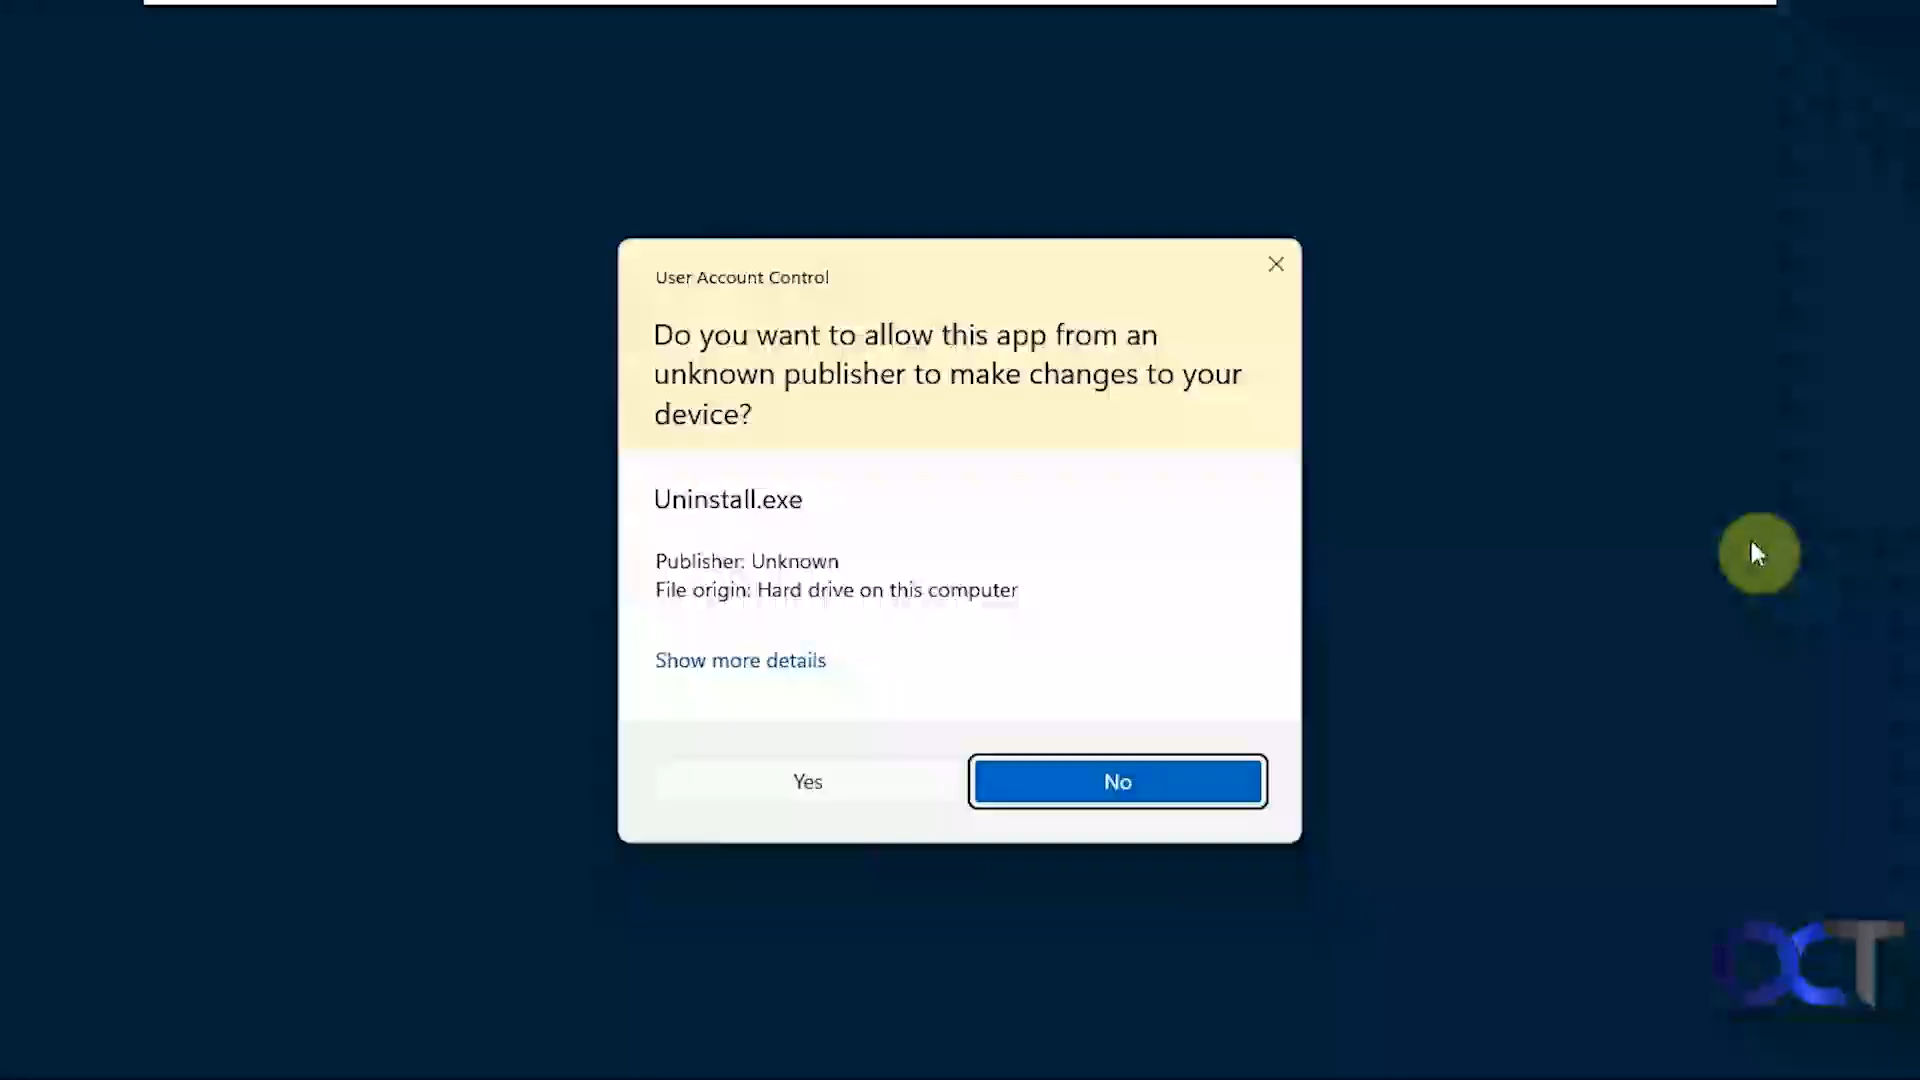 User Account Control
Do you want to allow this app from an
unknown publisher to make changes to your
device?
Uninstall.exe
Publisher: Unknown
File origin: Hard drive on this computer
Show more details
Yes
No
OCT